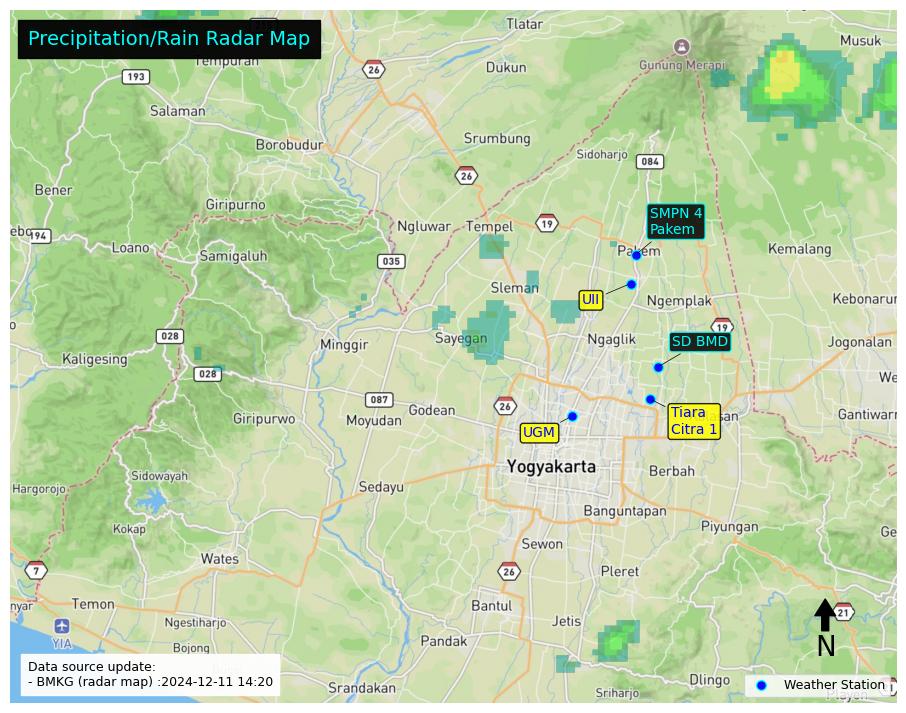 Precipitation/Rain Radar Map
Tlatar
Musuk
26
Gunung Merapi
193
Dukun
Salaman
Srumbung
Borobudur
Sidoharjo
084
26
Bener
Giripurno
SMPN 4
Pakem
Ngluwar
Tempel
19
194
Loano
Samigaluh
035
Pakem
Kemalang
Sleman
UII
Ngemplak
Kebonarun
19
028
Minggir
Sayegan
Ngaglik
SD BMD
Jogonalan
Kaligesing
028
087
Godean
26
Giripurwo
Moyudan
Tiara
Citra 1
Gantiwarn
UGM
Yogyakarta
Sidowayah
Berbah
Hargorojo
Sedayu
Banguntapan
Kokap
Piyungan
Sewon
Wates
7
26
Pleret
Temon
Bantul
21
Ngestiharjo
Jetis
YIA
Pandak
N
Bojong
Data source update:
- BMKG (radar map) :2024-12-11 14:20
Srandakan
Dlingo
Sriharjo
Weather Station